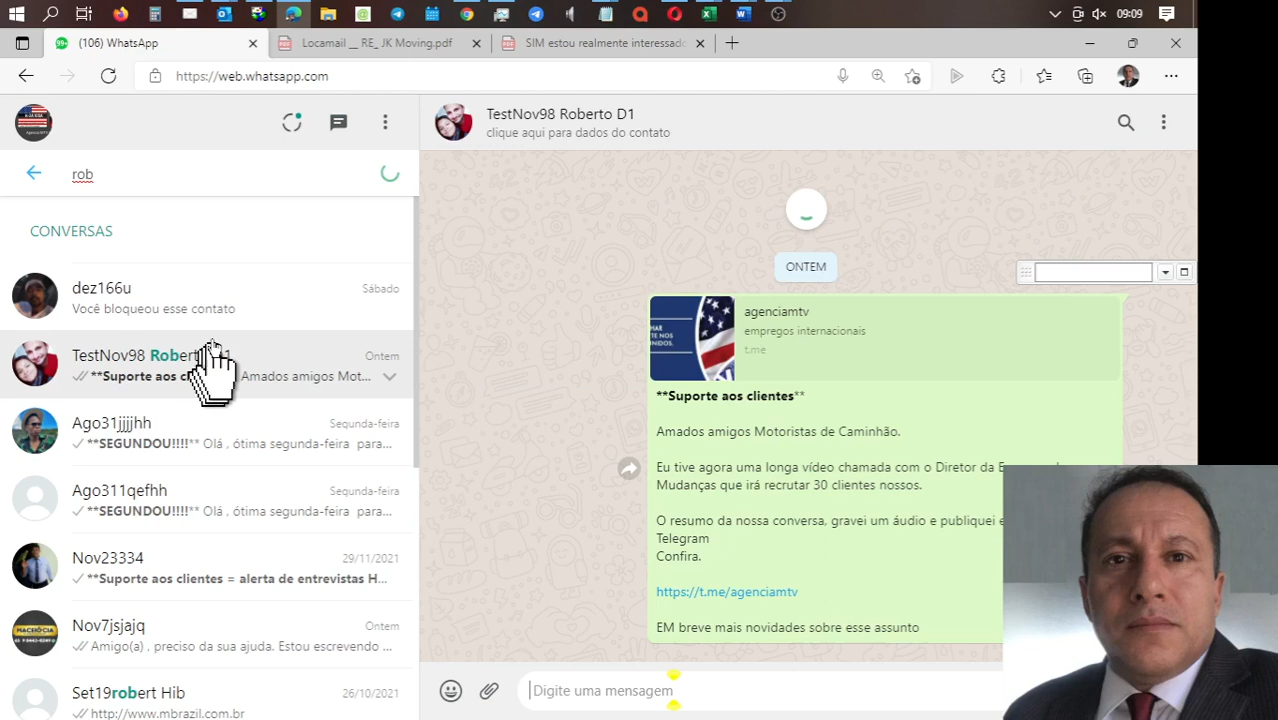 09:09
(106) WhatsApp
Locamail __ RE_ JK Moving.pdf
SIM estou realmente interessado
https://web.whatsapp.com
rob
CONVERSAS
dez166u
Sábado
Você bloqueou esse contato
TestNov98 Robert
Ontem
**Suporte aos cl
Amados amigos Mot...
Ago31jjjjhh
Segunda-feira
**SEGUNDOU!!!!** Olá , ótima segunda-feira para...
Ago311qefhh
Segunda-feira
**SEGUNDOU!!!!** Olá , ótima segunda-feira para...
Nov23334
29/11/2021
**Suporte aos clientes = alerta de entrevistas H...
Nov7jsjajq
Ontem
Amigo(a) , preciso da sua ajuda. Estou escrevendo ...
Set19robert Hib
26/10/2021
http://www.mbrazil.com.br
TestNov98 Roberto D1
clique aqui para dados do contato
ONTEM
agenciamtv
empregos internacionais
t.me
**Suporte aos clientes**
Amados amigos Motoristas de Caminhão.
Eu tive agora uma longa vídeo chamada com o Diretor da
Mudanças que irá recrutar 30 clientes nossos.
O resumo da nossa conversa, gravei um áudio e publiquei
Telegram
Confira.
https://t.me/agenciamtv
EM breve mais novidades sobre esse assunto
Digite uma mensagem